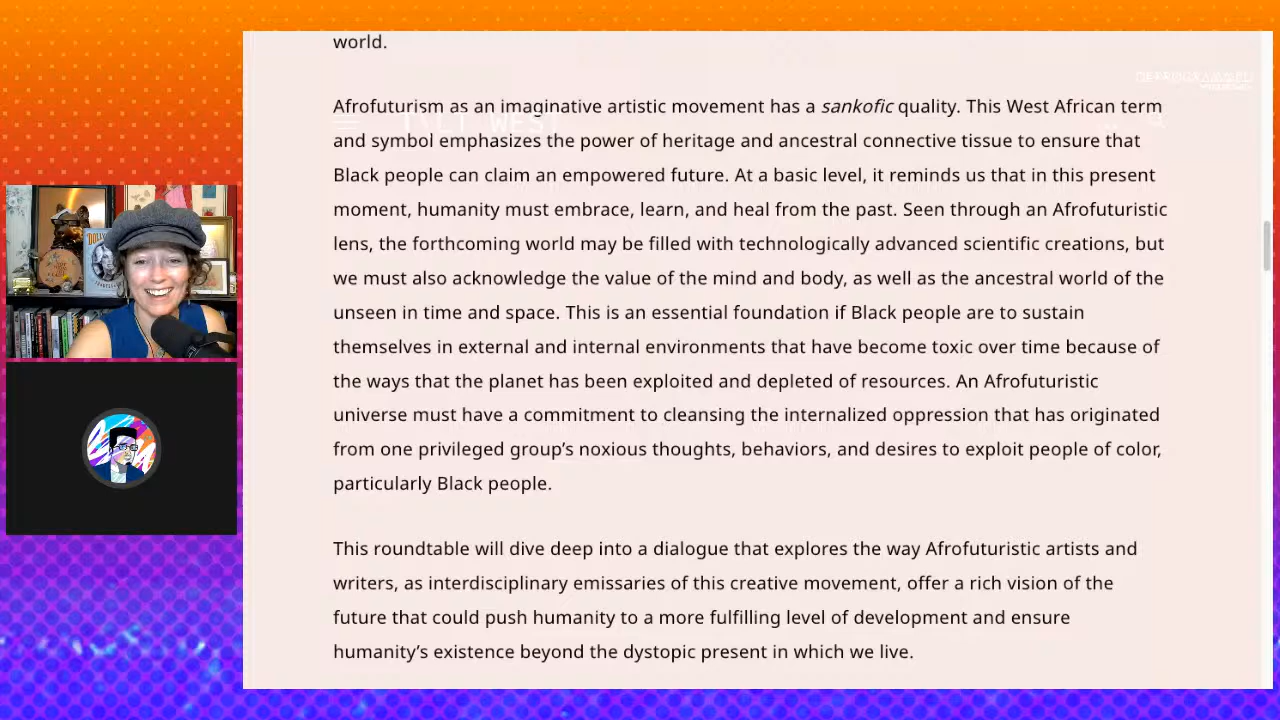 world.
Afrofuturism as an imaginative artistic movement has a sankofic quality. This West African term
and symbol emphasizes the power of heritage and ancestral connective tissue to ensure that
Black people can claim an empowered future. At a basic level, it reminds us that in this present
moment, humanity must embrace, learn, and heal from the past. Seen through an Afrofuturistic
lens, the forthcoming world may be filled with technologically advanced scientific creations, but
we must also acknowledge the value of the mind and body, as well as the ancestral world of the
unseen in time and space. This is an essential foundation if Black people are to sustain
themselves in external and internal environments that have become toxic over time because of
the ways that the planet has been exploited and depleted of resources. An Afrofuturistic
universe must have a commitment to cleansing the internalized oppression that has originated
from one privileged group’s noxious thoughts, behaviors, and desires to exploit people of color,
particularly Black people.
This roundtable will dive deep into a dialogue that explores the way Afrofuturistic artists and
writers, as interdisciplinary emissaries of this creative movement, offer a rich vision of the
future that could push humanity to a more fulfilling level of development and ensure
humanity’s existence beyond the dystopic present in which we live.
DOLLY